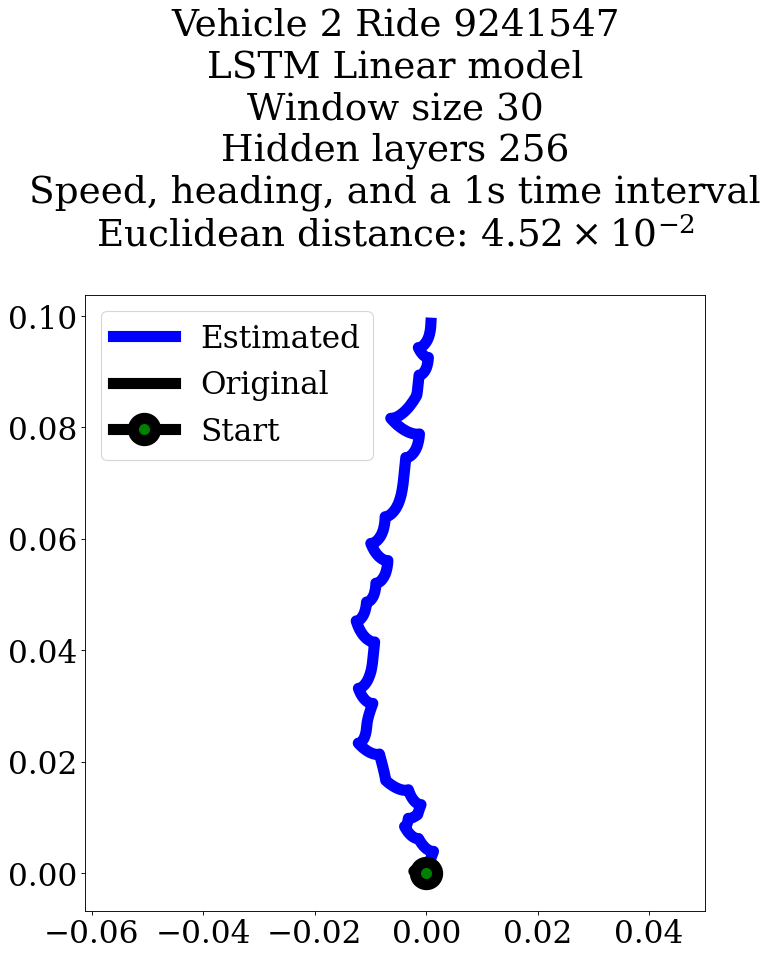 Vehicle 2 Ride 9241547
LSTM Linear model
Window size 30
Hidden layers 256
Speed, heading, and a 1s time interval
Euclidean distance: 4.52 × 10⁻²
Estimated
Original
Start
0.10
0.08
0.06
0.04
0.02
0.00
−0.06 −0.04 −0.02 0.00 0.02 0.04